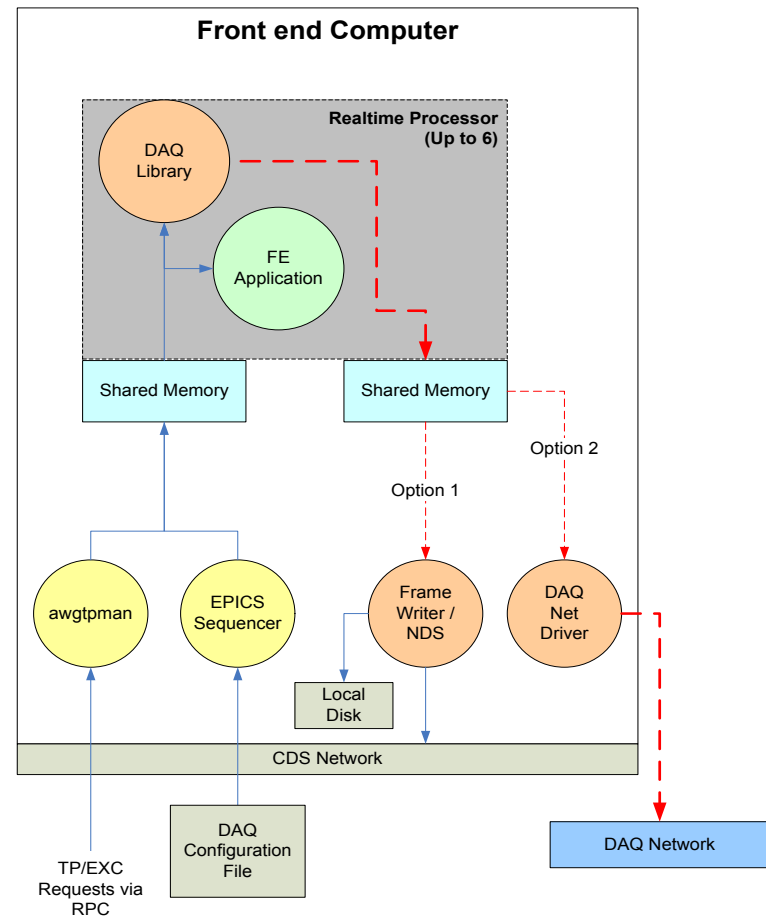 Front end Computer
Realtime Processor
(Up to 6)
DAQ
Library
FE
Application
Shared Memory
Shared Memory
Option 2
Option 1
awgtpman
EPICS
Sequencer
Frame
Writer /
NDS
DAQ
Net
Driver
Local
Disk
CDS Network
DAQ
Configuration
File
DAQ Network
TP/EXC
Requests via
RPC